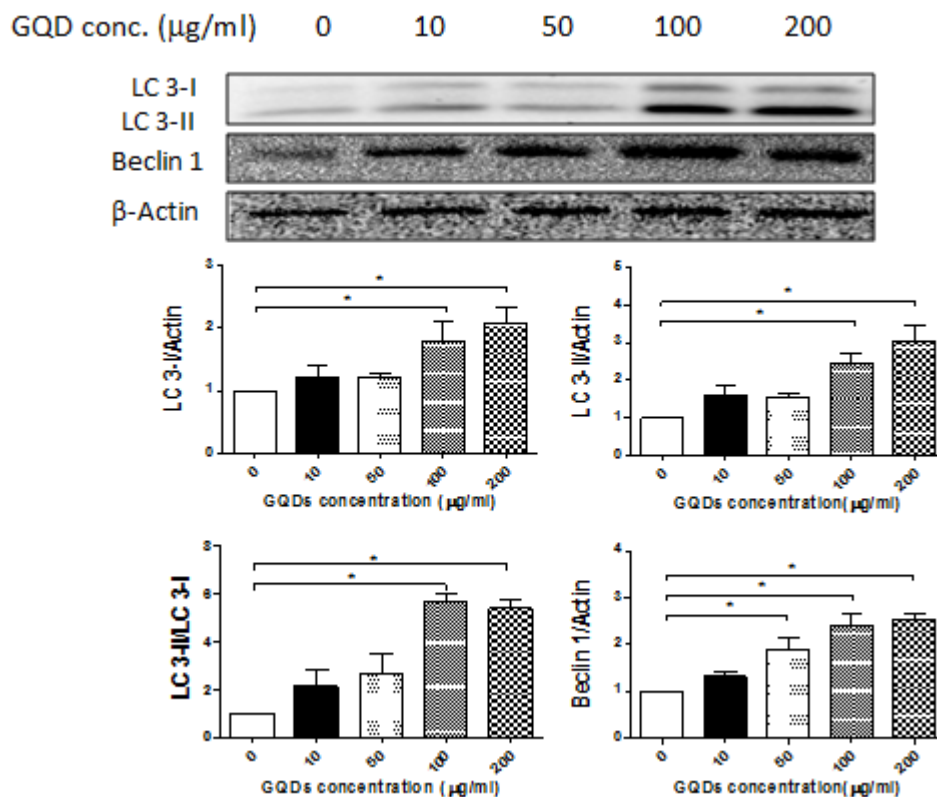 GQD conc. (μg/ml) 0 10 50 100 200
LC 3-I
LC 3-II
Beclin 1
β-Actin
LC 3-I/Actin
3
2
1
0
* 
*
0 10 50 100 200
GQDs concentration ( μg/ml)
LC 3-II/Actin
5
4
3
2
1
0
*
*
0 10 50 100 200
GQDs concentration(μg/ml)
LC 3-II/LC 3-I
8
6
4
2
0
*
*
0 10 50 100 200
GQDs concentration ( μg/ml)
Beclin 1/Actin
4
3
2
1
0
*
*
*
0 10 50 100 200
GQDs concentration(μg/ml)